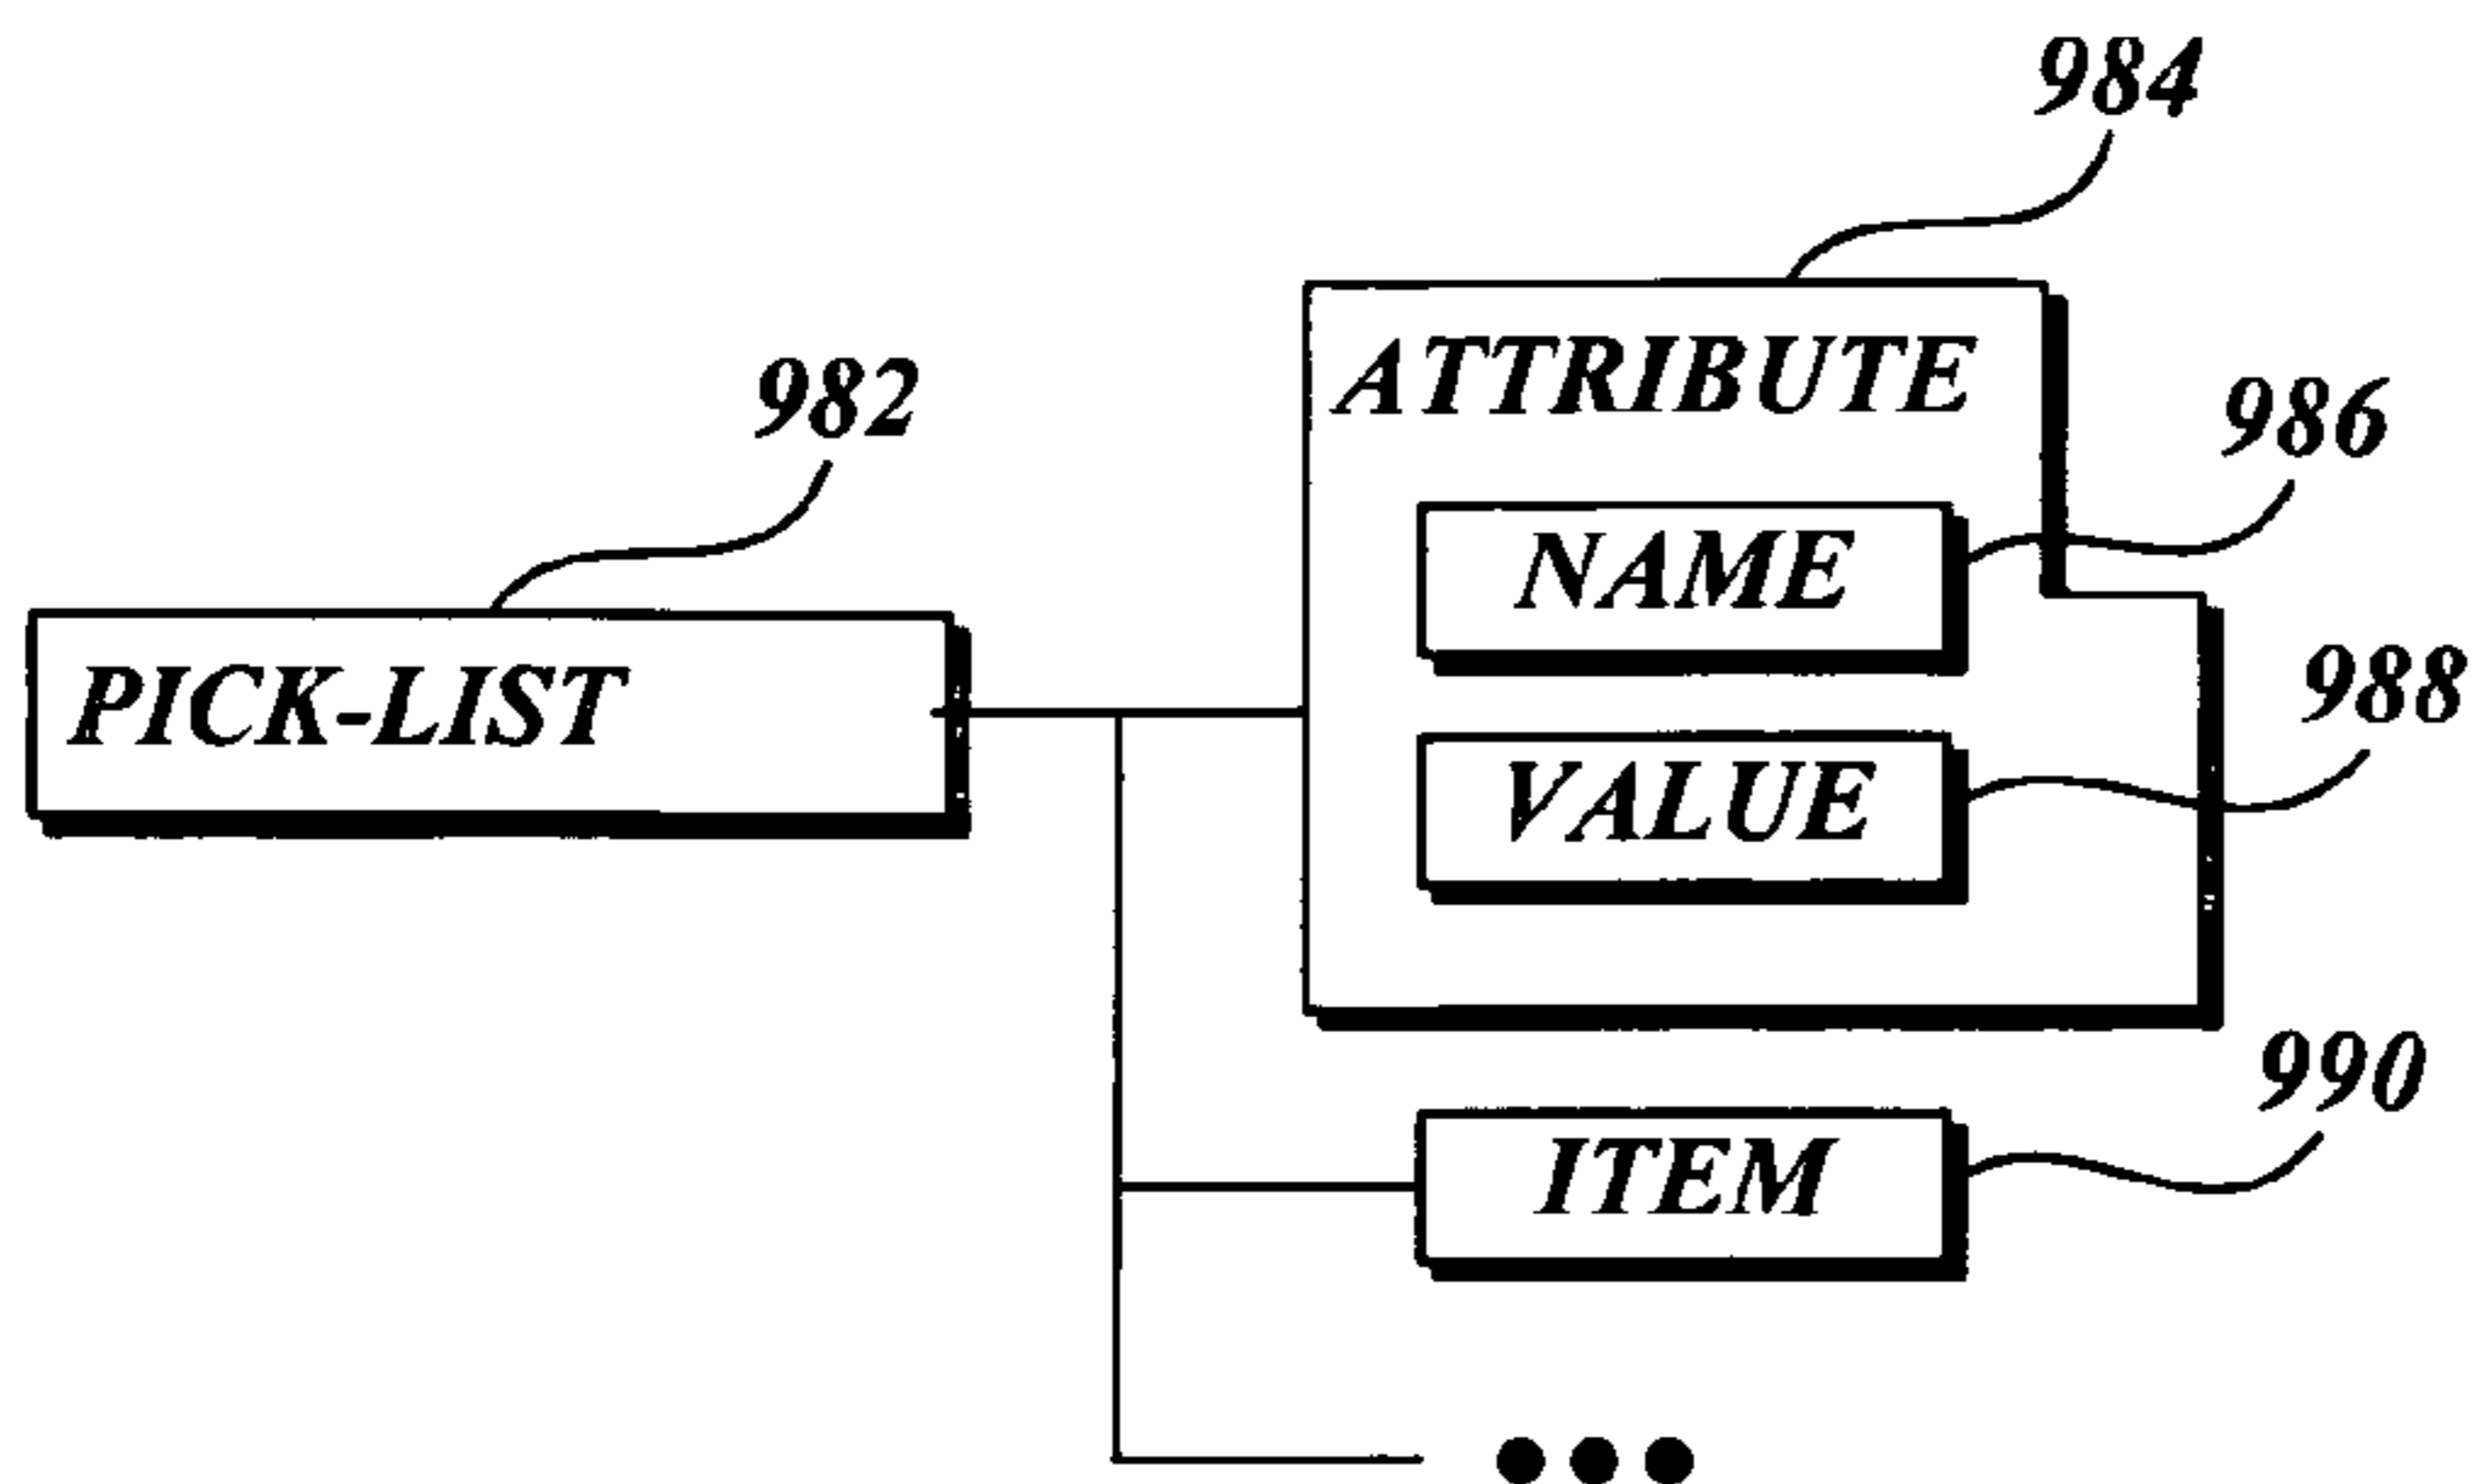 984
ATTRIBUTE
982
986
NAME
PICK-LIST
988
VALUE
990
ITEM